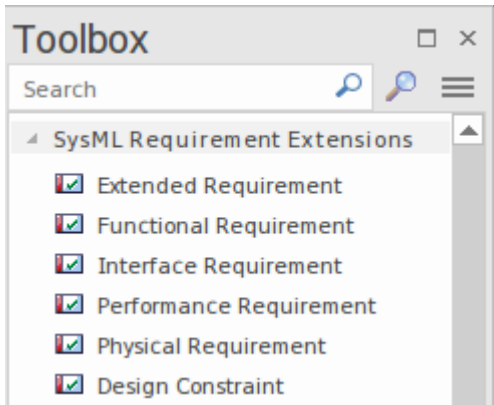 Toolbox
Search
SysML Requirement Extensions
Extended Requirement
Functional Requirement
Interface Requirement
Performance Requirement
Physical Requirement
Design Constraint